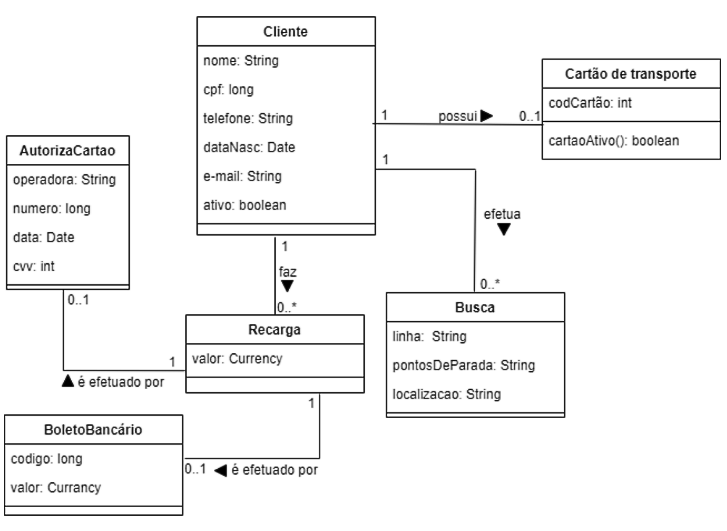 Cliente
nome: String
cpf: long
telefone: String
dataNasc: Date
e-mail: String
ativo: boolean
Cartão de transporte
codCartão: int
cartaoAtivo(): boolean
1
possui
0..1
1
efetua
0..*
AutorizaCartao
operadora: String
numero: long
data: Date
cvv: int
1
faz
0..*
Busca
linha: String
pontosDeParada: String
localizacao: String
Recarga
valor: Currency
0..1
1
é efetuado por
BoletoBancário
codigo: long
valor: Currancy
1
0..1
é efetuado por